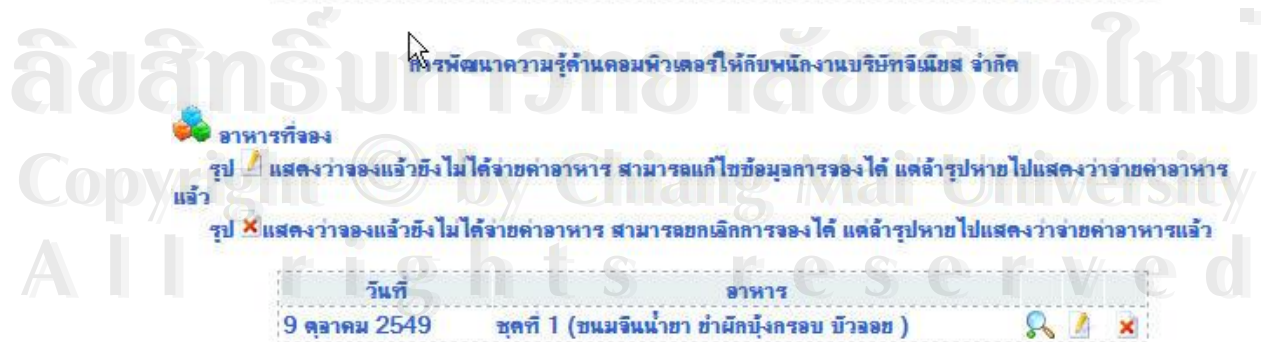 การพัฒนาความรู้ด้านคอมพิวเตอร์ให้กับพนักงานบริษัทจีเนียส จำกัด
ลิขสิทธิ์มหาวิทยาลัยเชียงใหม่
อาหารที่จอง
รูป แสดงว่าจองแล้วยังไม่ได้จ่ายค่าอาหาร สามารถแก้ไขข้อมูลการจองได้ แต่ถ้ารูปหายไปแสดงว่าจ่ายค่าอาหาร
Copyright © by Chiang Mai University
แล้ว
รูป แสดงว่าจองแล้วยังไม่ได้จ่ายค่าอาหาร สามารถยกเลิกการจองได้ แต่ถ้ารูปหายไปแสดงว่าจ่ายค่าอาหารแล้ว
All rights reserved
วันที่ อาหาร
9 ตุลาคม 2549 ชุดที่ 1 (ขนมจีนน้ำยา ยำผักบุ้งกรอบ บัวลอย )